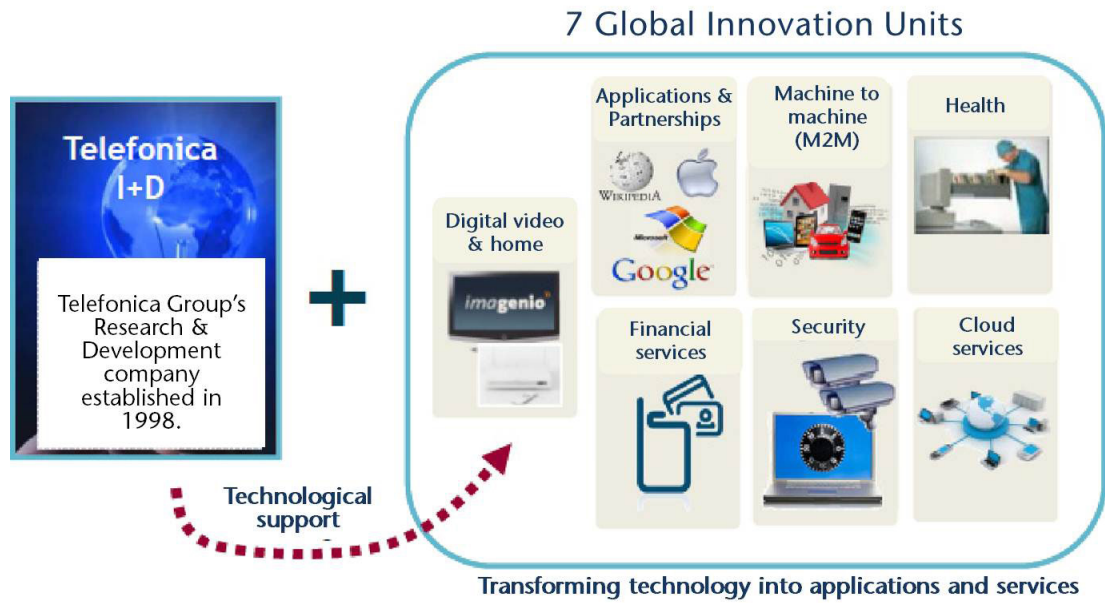 7 Global Innovation Units
Telefonica
I+D
Telefonica Group's
Research &
Development
company
established in
1998.
+
Technological
support
Digital video
& home
imagenio
Applications &
Partnerships
WIKIPEDIA
Microsoft
Google
Machine to
machine
(M2M)
Health
Financial
services
Security
Cloud
services
Transforming technology into applications and services